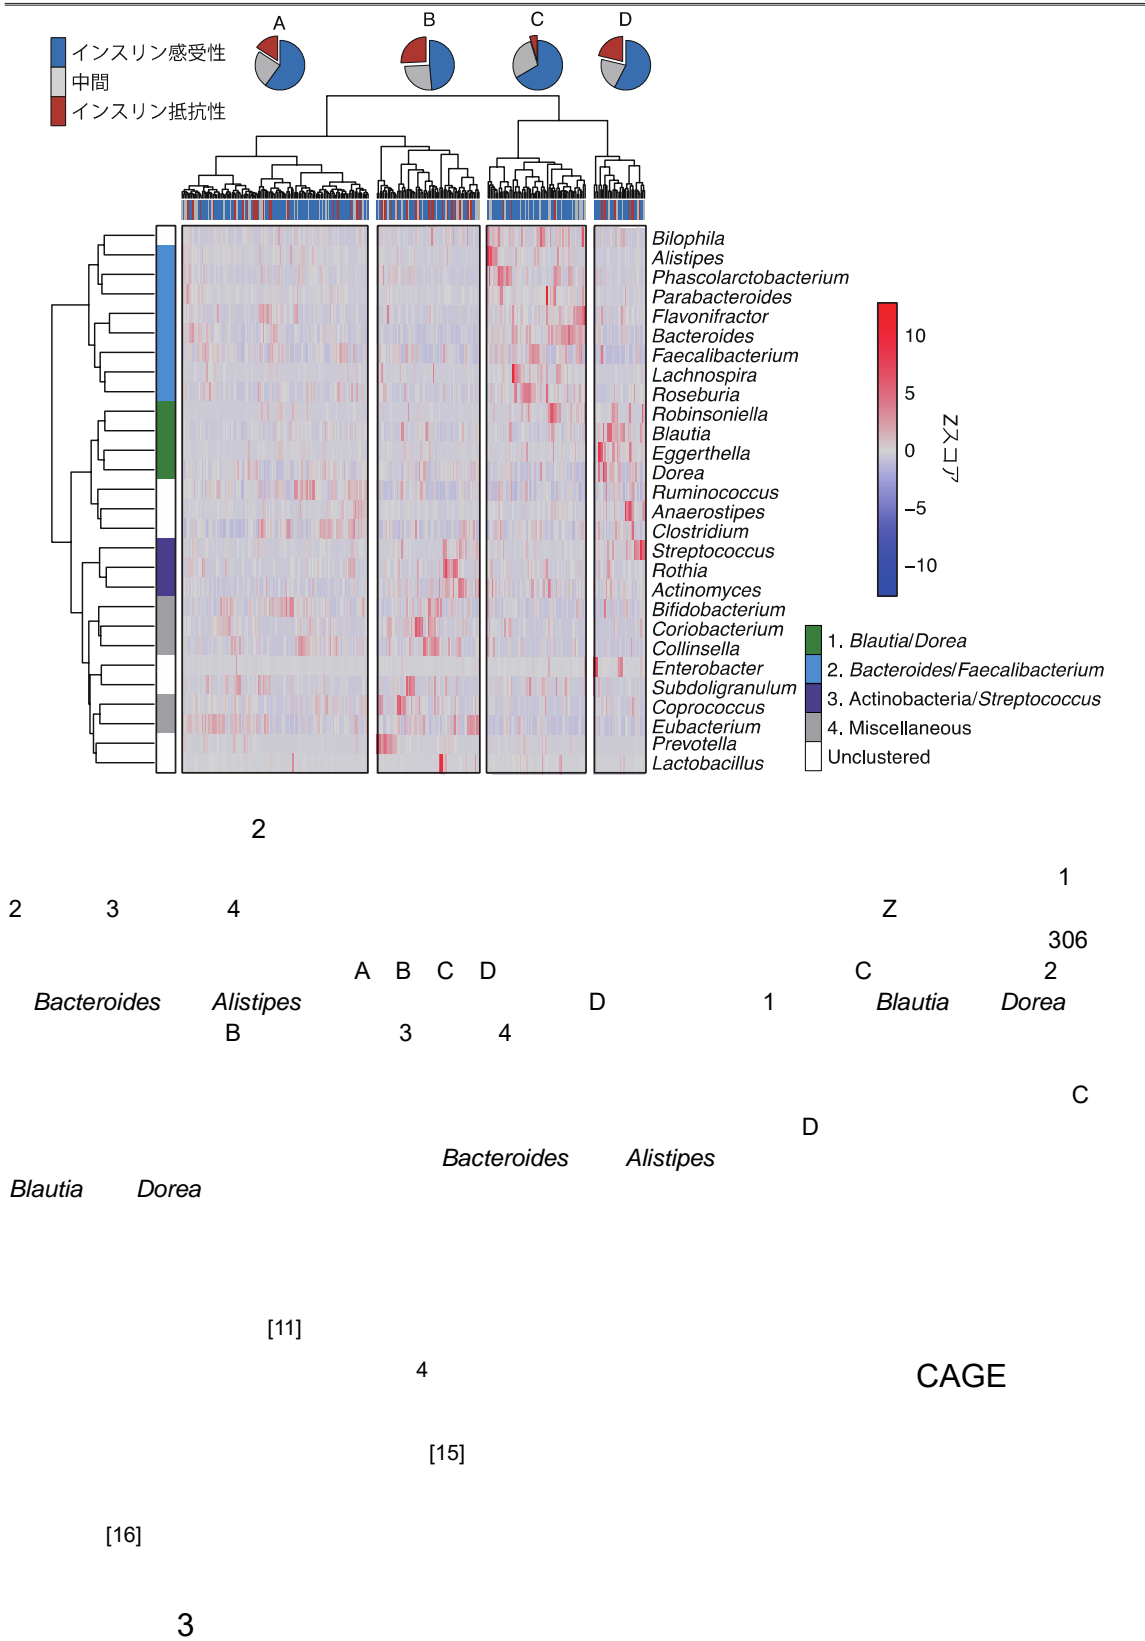 A B C D
インスリン感受性
中間
インスリン抵抗性
Bilophila
Alistipes
Phascolarctobacterium
Parabacteroides
Flavonifractor
Bacteroides
Faecalibacterium
Lachnospira
Roseburia
Robinsoniella
Blautia
Eggerthella
Dorea
Ruminococcus
Anaerostipes
Clostridium
Streptococcus
Rothia
Actinomyces
Bifidobacterium
Coriobacterium
Collinsella
Enterobacter
Subdoligranulum
Coprococcus
Eubacterium
Prevotella
Lactobacillus
10
5
0
−5
−10
Zスコア
1. Blautia/Dorea
2. Bacteroides/Faecalibacterium
3. Actinobacteria/Streptococcus
4. Miscellaneous
Unclustered
2
1
2 3 4 Z
306
A B C D C 2
Bacteroides Alistipes D 1 Blautia Dorea
B 3 4
C
D
Bacteroides Alistipes
Blautia Dorea
[11]
4 CAGE
[15]
[16]
3